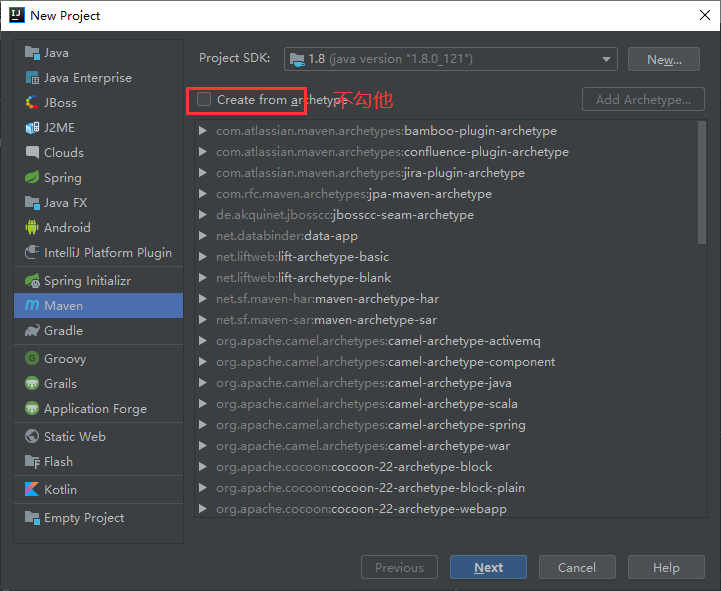 New Project
Java
Java Enterprise
JBoss
J2ME
Clouds
Spring
Java FX
Android
IntelliJ Platform Plugin
Spring Initializr
Maven
Gradle
Groovy
Grails
Application Forge
Static Web
Flash
Kotlin
Empty Project
Project SDK: 1.8 (java version "1.8.0_121") New...
Create from archetype 不勾他 Add Archetype...
com.atlassian.maven.archetypes:bamboo-plugin-archetype
com.atlassian.maven.archetypes:confluence-plugin-archetype
com.atlassian.maven.archetypes:jira-plugin-archetype
com.rfc.maven.archetypes:jpa-maven-archetype
de.akquinet.jbosscc:jbosscc-seam-archetype
net.databinder:data-app
net.liftweb:lift-archetype-basic
net.liftweb:lift-archetype-blank
net.sf.maven-har:maven-archetype-har
net.sf.maven-sar:maven-archetype-sar
org.apache.camel.archetypes:camel-archetype-activemq
org.apache.camel.archetypes:camel-archetype-component
org.apache.camel.archetypes:camel-archetype-java
org.apache.camel.archetypes:camel-archetype-scala
org.apache.camel.archetypes:camel-archetype-spring
org.apache.camel.archetypes:camel-archetype-war
org.apache.cocoon:cocoon-22-archetype-block
org.apache.cocoon:cocoon-22-archetype-block-plain
org.apache.cocoon:cocoon-22-archetype-webapp
Previous Next Cancel Help